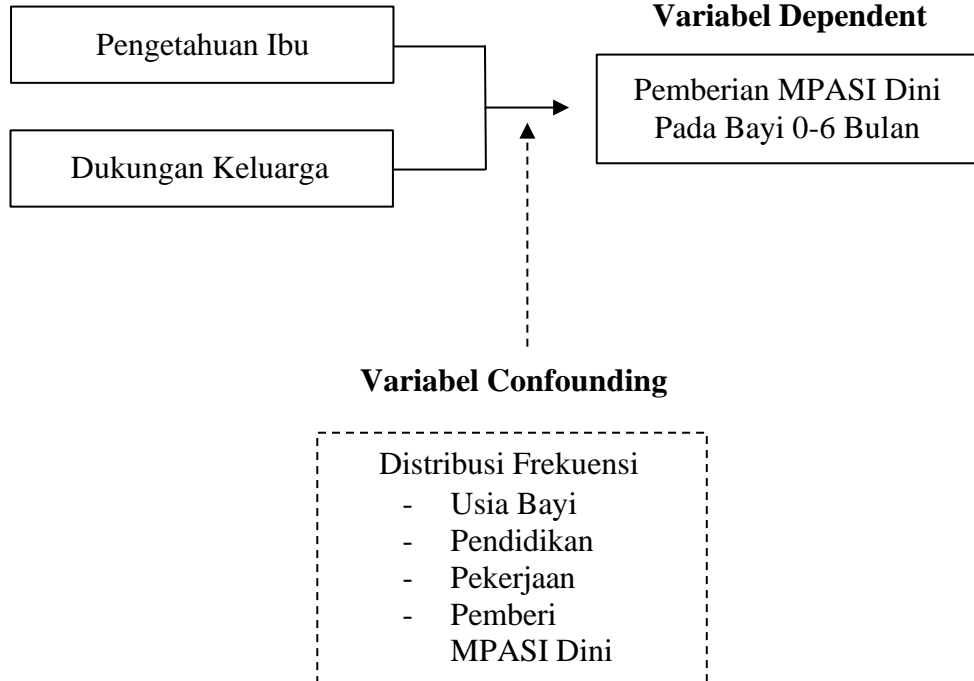 Variabel Dependent
Pengetahuan Ibu
Pemberian MPASI Dini
Pada Bayi 0-6 Bulan
Dukungan Keluarga
Variabel Confounding
Distribusi Frekuensi
- Usia Bayi
- Pendidikan
- Pekerjaan
- Pemberi
MPASI Dini